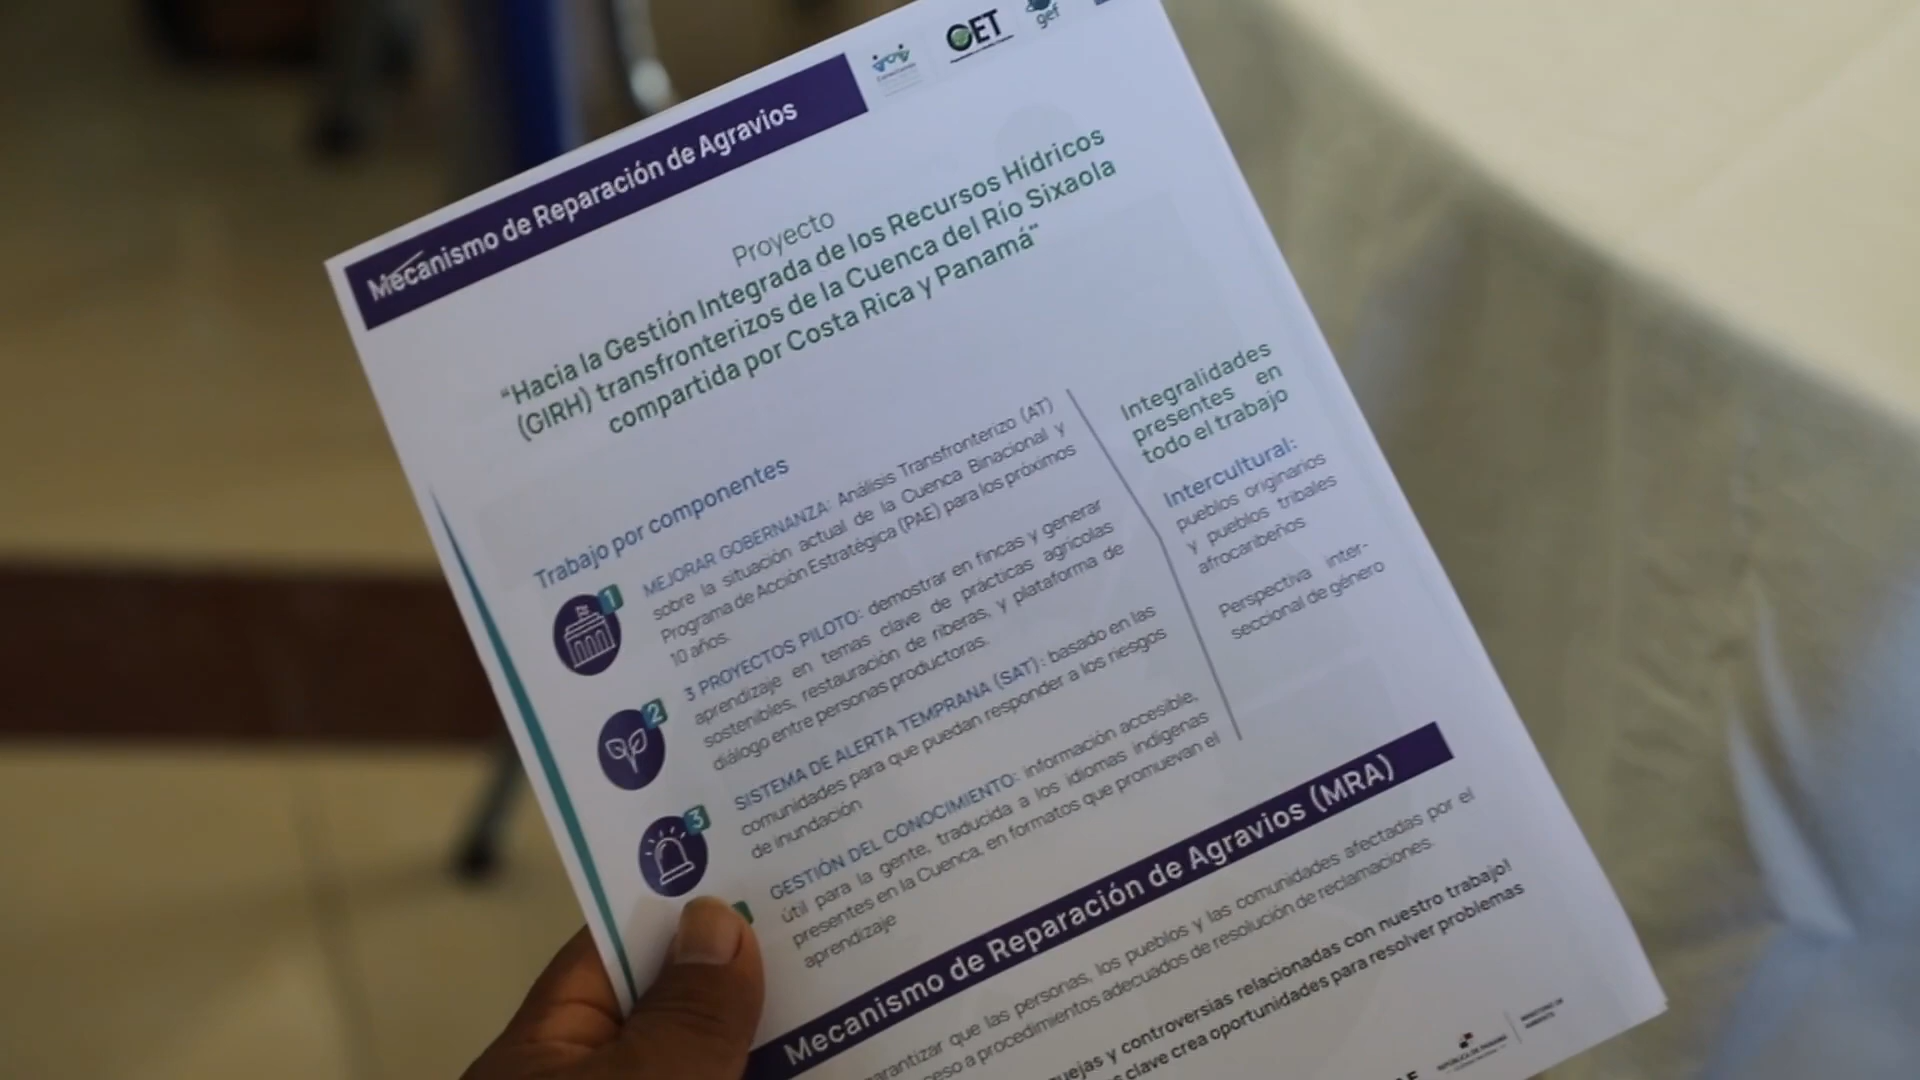 Mecanismo de Reparación de Agravios
OET
gef
Proyecto
“Hacia la Gestión Integrada de los Recursos Hídricos
(GIRH) transfronterizos de la Cuenca del Río Sixaola
compartida por Costa Rica y Panamá”
Trabajo por componentes
1
MEJORAR GOBERNANZA: Análisis Transfronterizo (AT)
sobre la situación actual de la Cuenca Binacional y
Programa de Acción Estratégica (PAE) para los próximos
10 años.
2
3 PROYECTOS PILOTO: demostrar en fincas y generar
aprendizaje en temas clave de prácticas agrícolas
sostenibles, restauración de riberas, y plataforma de
diálogo entre personas productoras.
3
SISTEMA DE ALERTA TEMPRANA (SAT): basado en las
comunidades para que puedan responder a los riesgos
de inundación
GESTIÓN DEL CONOCIMIENTO: información accesible,
útil para la gente, traducida a los idiomas indígenas
presentes en la Cuenca, en formatos que promuevan el
aprendizaje
Integralidades
presentes en
todo el trabajo
Intercultural:
pueblos originarios
y pueblos tribales
afrocaribeños
Perspectiva inter-
seccional de género
Mecanismo de Reparación de Agravios (MRA)
arantizar que las personas, los pueblos y las comunidades afectadas por el
ceso a procedimientos adecuados de resolución de reclamaciones.
uejas y controversias relacionadas con nuestro trabajo!
clave crea oportunidades para resolver problemas
REPÚBLICA DE PANAMÁ
MINISTERIO DE
AMBIENTE